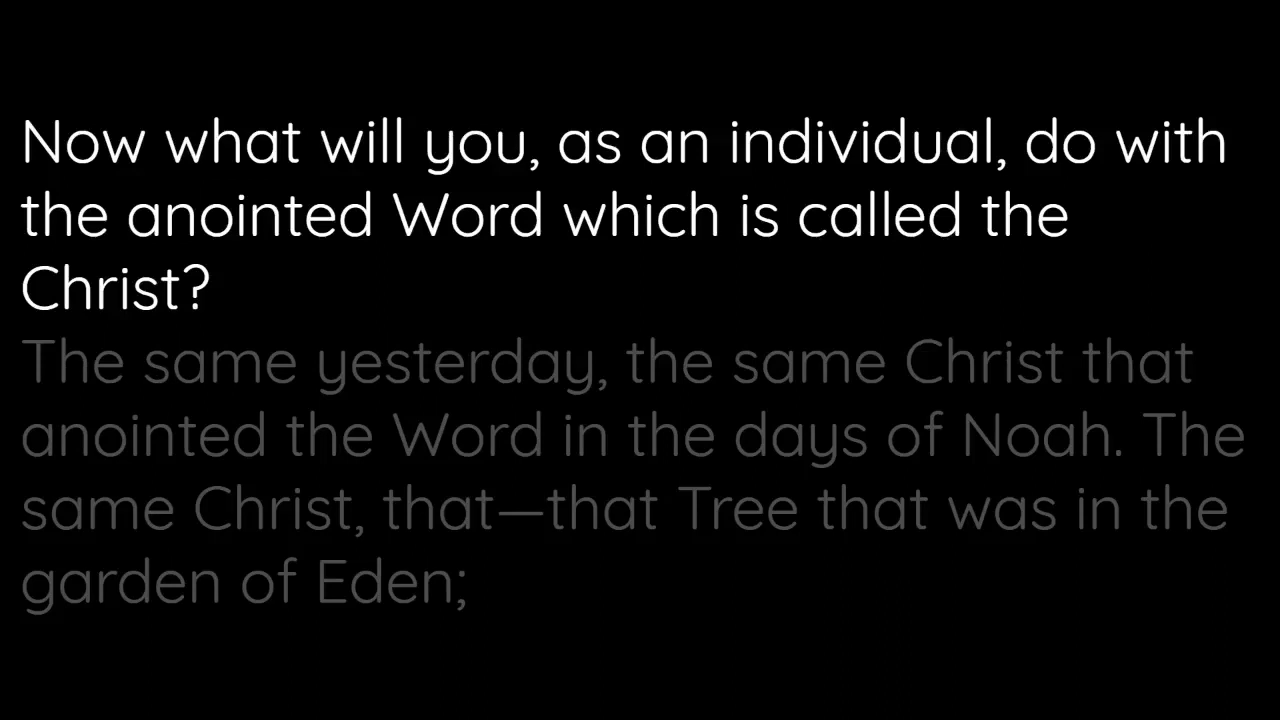 Now what will you, as an individual, do with
the anointed Word which is called the
Christ?
The same yesterday, the same Christ that
anointed the Word in the days of Noah. The
same Christ, that—that Tree that was in the
garden of Eden;